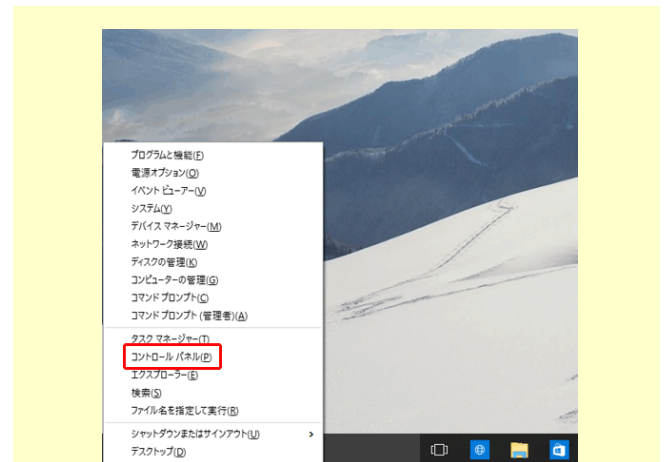 プログラムと機能(F)
電源オプション(O)
イベント ビューアー(V)
システム(Y)
デバイス マネージャー(M)
ネットワーク接続(W)
ディスクの管理(K)
コンピューターの管理(G)
コマンド プロンプト(C)
コマンド プロンプト (管理者)(A)
タスク マネージャー(T)
コントロール パネル(P)
エクスプローラー(E)
検索(S)
ファイル名を指定して実行(R)
シャットダウンまたはサインアウト(U)
デスクトップ(D)